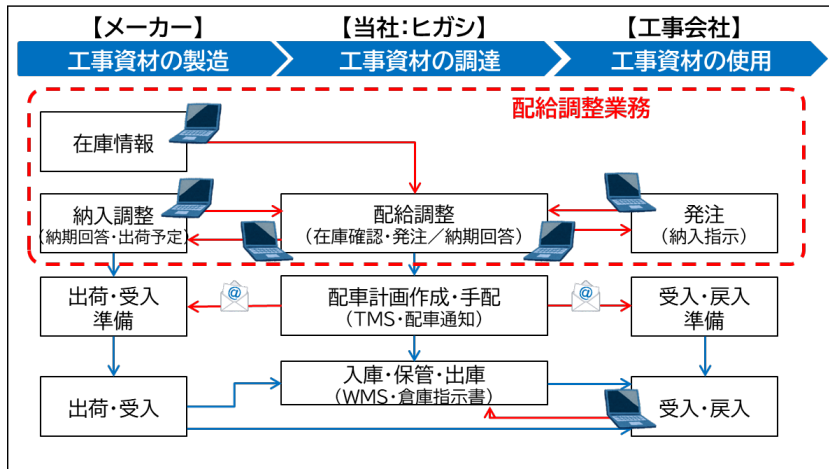 【メーカー】
【当社:ヒガシ】
【工事会社】
工事資材の製造
工事資材の調達
工事資材の使用
配給調整業務
在庫情報
納入調整
(納期回答・出荷予定)
配給調整
(在庫確認・発注/納期回答)
発注
(納入指示)
出荷・受入
準備
@
配車計画作成・手配
(TMS・配車通知)
@
受入・戻入
準備
出荷・受入
入庫・保管・出庫
(WMS・倉庫指示書)
受入・戻入